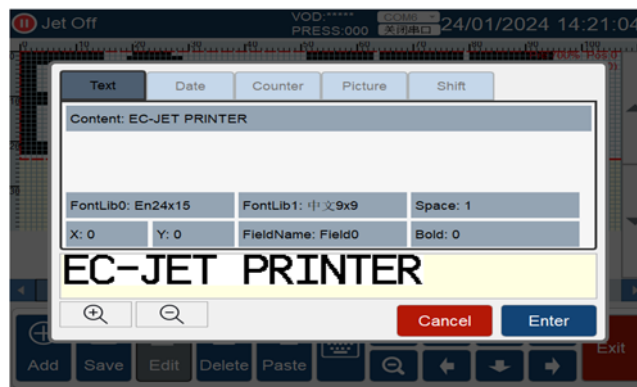 Jet Off
VOD:*****
PRESS:000
COM6
关闭串口
24/01/2024 14:21:04
Text Date Counter Picture Shift
Content: EC-JET PRINTER
FontLib0: En24x15 FontLib1: 中文9x9 Space: 1
X: 0 Y: 0 FieldName: Field0 Bold: 0
EC-JET PRINTER
Cancel Enter
Add Save Edit Delete Paste Exit